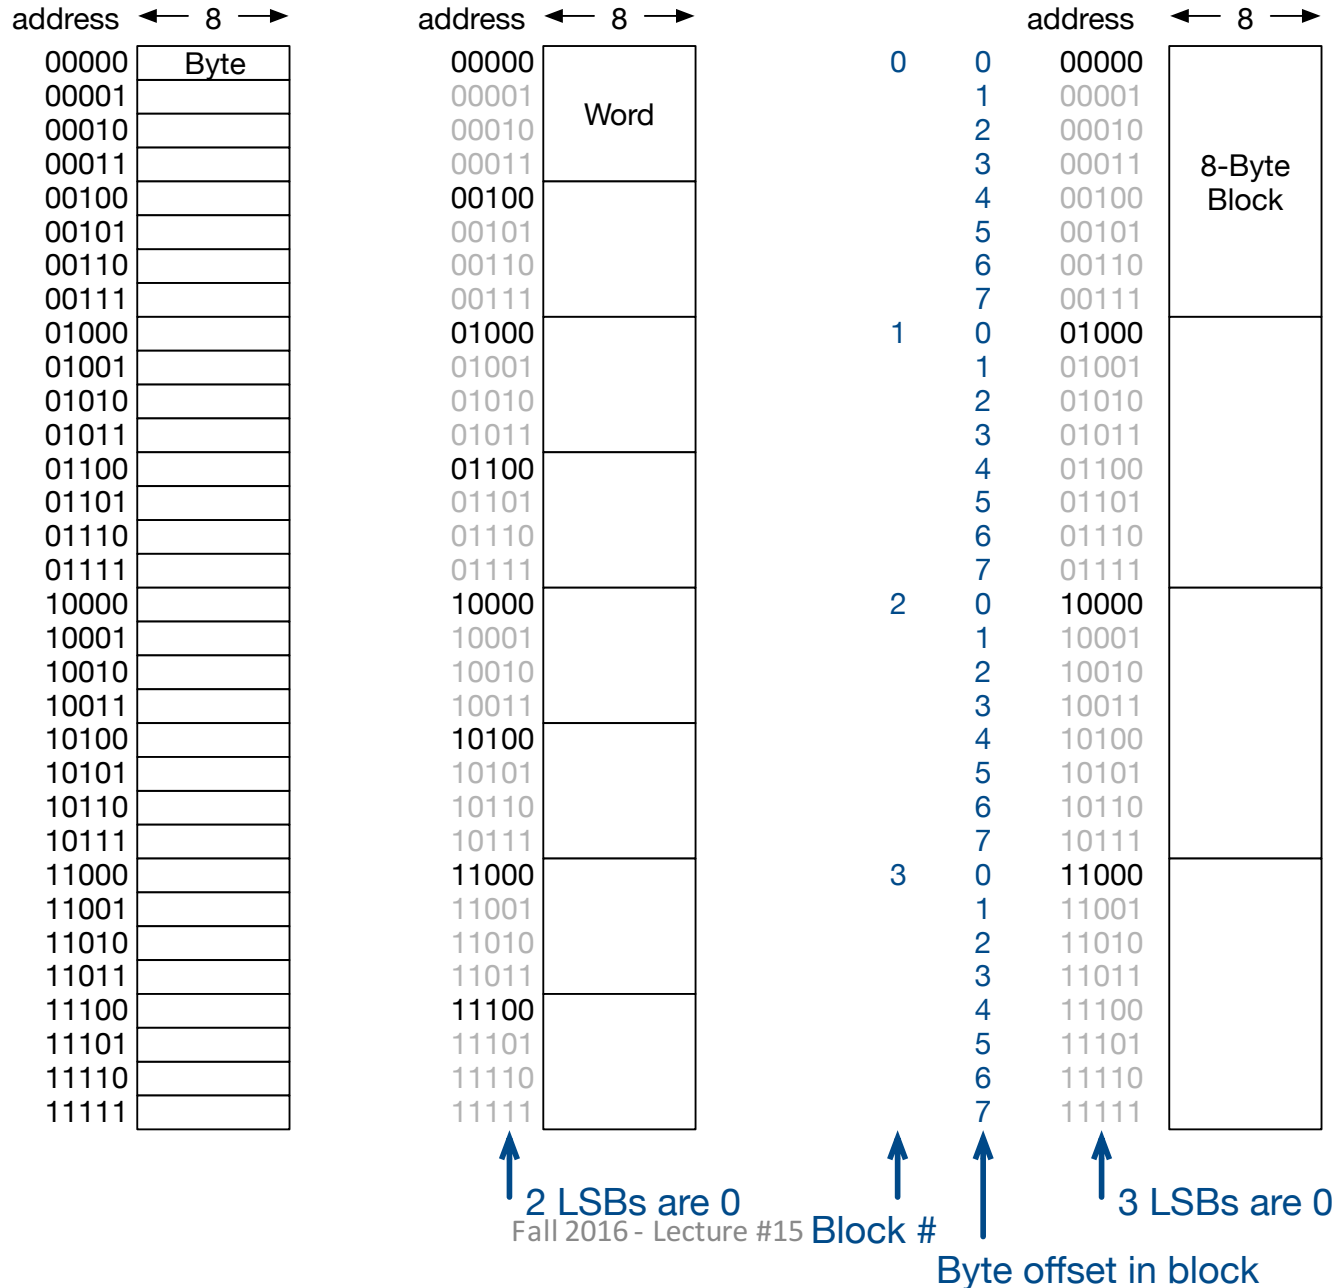 address 8 address 8 address 8
00000 Byte 00000 0 0 00000
00001 00001 1 00001
00010 Word 00010 2 00010
00011 00011 3 00011
00100 00100 4 00100 8-Byte
00101 00101 5 00101 Block
00110 00110 6 00110
00111 00111 7 00111
01000 01000 1 0 01000
01001 01001 1 01001
01010 01010 2 01010
01011 01011 3 01011
01100 01100 4 01100
01101 01101 5 01101
01110 01110 6 01110
01111 01111 7 01111
10000 10000 2 0 10000
10001 10001 1 10001
10010 10010 2 10010
10011 10011 3 10011
10100 10100 4 10100
10101 10101 5 10101
10110 10110 6 10110
10111 10111 7 10111
11000 11000 3 0 11000
11001 11001 1 11001
11010 11010 2 11010
11011 11011 3 11011
11100 11100 4 11100
11101 11101 5 11101
11110 11110 6 11110
11111 11111 7 11111
2 LSBs are 0 3 LSBs are 0
Fall 2016 - Lecture #15 Block #
Byte offset in block